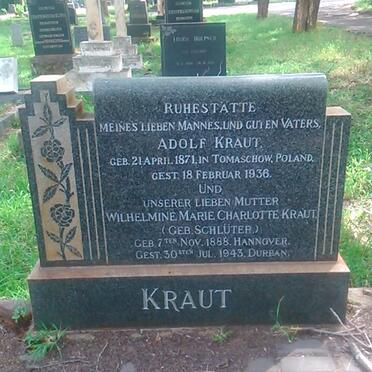 RUHESTÄTTE
MEINES LIEBEN MANNES, UND GUTEN VATERS,
ADOLF KRAUT,
GEB. 21 APRIL 1871, IN TOMASCHOW, POLAND,
GEST. 18 FEBRUAR 1936.
UND
UNSERER LIEBEN MUTTER
WILHELMINE MARIE CHARLOTTE KRAUT
(GEB. SCHLÜTER.)
GEB. 7TEN NOV. 1888, HANNOVER.
GEST. 30STEN JUL. 1943, DURBAN.
KRAUT